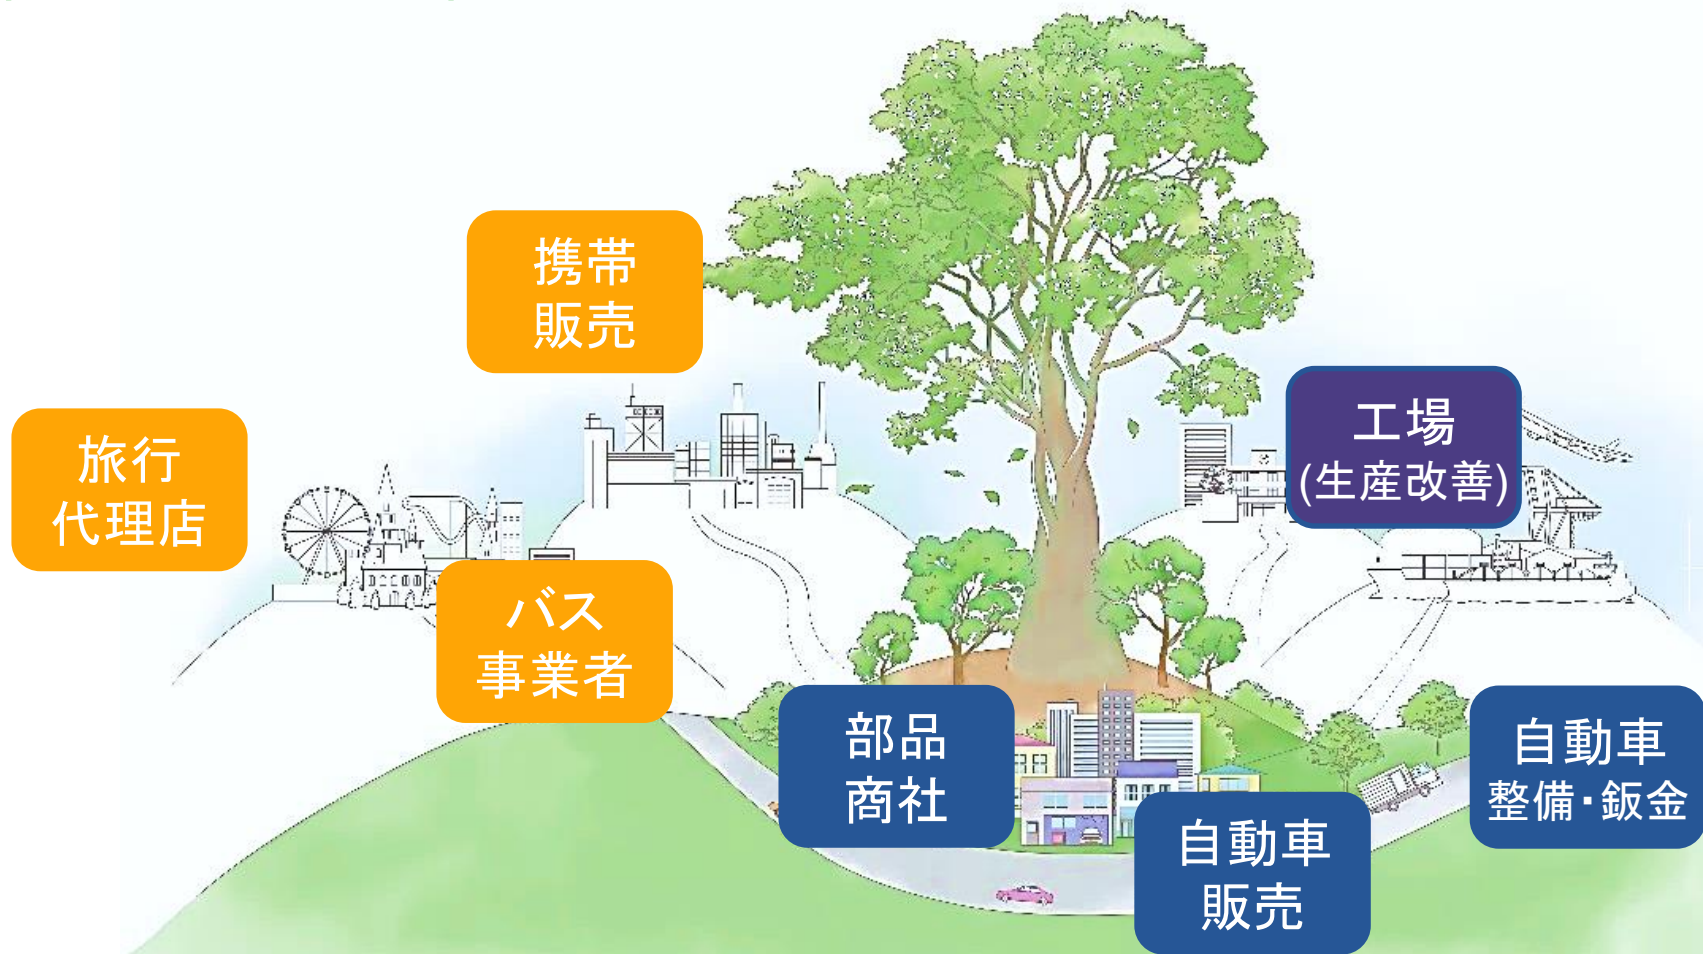 携帯
販売
旅行
代理店
工場
(生産改善)
バス
事業者
部品
商社
自動車
整備・鈑金
自動車
販売